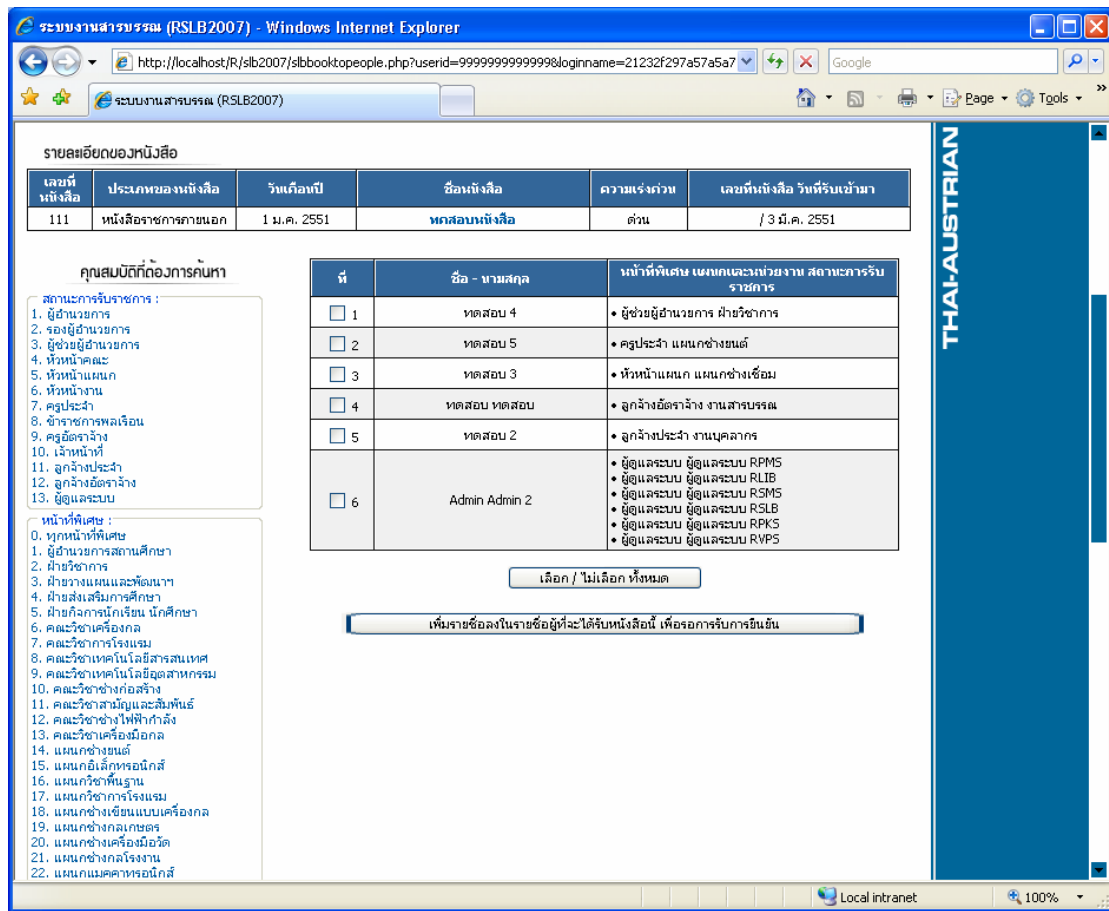 ระบบงานสารบรรณ (RSLB2007) - Windows Internet Explorer
http://localhost/R/slb2007/slbbooktopeople.php?userid=9999999999999&loginname=21232f297a57a5a7
Google
ระบบงานสารบรรณ (RSLB2007)
Page
Tools
THAI-AUSTRIAN
รายละเอียดของหนังสือ
เลขที่หนังสือ ประเภทของหนังสือ วันเดือนปี ชื่อหนังสือ ความเร่งด่วน เลขที่หนังสือ วันที่รับเข้ามา
111 หนังสือราชการภายนอก 1 ม.ค. 2551 ทดสอบหนังสือ ด่วน / 3 มี.ค. 2551
คุณสมบัติที่ต้องการค้นหา
สถานะการรับราชการ :
1. ผู้อำนวยการ
2. รองผู้อำนวยการ
3. ผู้ช่วยผู้อำนวยการ
4. หัวหน้าคณะ
5. หัวหน้าแผนก
6. หัวหน้างาน
7. ครูประจำ
8. ข้าราชการพลเรือน
9. ครูอัตราจ้าง
10. เจ้าหน้าที่
11. ลูกจ้างประจำ
12. ลูกจ้างอัตราจ้าง
13. ผู้ดูแลระบบ
หน้าที่พิเศษ :
0. ทุกหน้าที่พิเศษ
1. ผู้อำนวยการสถานศึกษา
2. ฝ่ายวิชาการ
3. ฝ่ายวางแผนและพัฒนาฯ
4. ฝ่ายส่งเสริมการศึกษา
5. ฝ่ายกิจการนักเรียน นักศึกษา
6. คณะวิชาเครื่องกล
7. คณะวิชาการโรงแรม
8. คณะวิชาเทคโนโลยีสารสนเทศ
9. คณะวิชาเทคโนโลยีอุตสาหกรรม
10. คณะวิชาช่างก่อสร้าง
11. คณะวิชาสามัญและสัมพันธ์
12. คณะวิชาช่างไฟฟ้ากำลัง
13. คณะวิชาเครื่องมือกล
14. แผนกช่างยนต์
15. แผนกอิเล็กทรอนิกส์
16. แผนกวิชาพื้นฐาน
17. แผนกวิชาการโรงแรม
18. แผนกช่างเขียนแบบเครื่องกล
19. แผนกช่างกลเกษตร
20. แผนกช่างเครื่องมือวัด
21. แผนกช่างกลโรงงาน
22. แผนกแมคคาทรอนิกส์
ที่ ชื่อ - นามสกุล หน้าที่พิเศษ แผนกและหน่วยงาน สถานะการรับราชการ
1 ทดสอบ 4 • ผู้ช่วยผู้อำนวยการ ฝ่ายวิชาการ
2 ทดสอบ 5 • ครูประจำ แผนกช่างยนต์
3 ทดสอบ 3 • หัวหน้าแผนก แผนกช่างเชื่อม
4 ทดสอบ ทดสอบ • ลูกจ้างอัตราจ้าง งานสารบรรณ
5 ทดสอบ 2 • ลูกจ้างประจำ งานบุคลากร
6 Admin Admin 2
• ผู้ดูแลระบบ ผู้ดูแลระบบ RPMS
• ผู้ดูแลระบบ ผู้ดูแลระบบ RLIB
• ผู้ดูแลระบบ ผู้ดูแลระบบ RSMS
• ผู้ดูแลระบบ ผู้ดูแลระบบ RSLB
• ผู้ดูแลระบบ ผู้ดูแลระบบ RPKS
• ผู้ดูแลระบบ ผู้ดูแลระบบ RVPS
เลือก / ไม่เลือก ทั้งหมด
เพิ่มรายชื่อลงในรายชื่อผู้ที่จะได้รับหนังสือนี้ เพื่อรอการรับการยืนยัน
Local intranet
100%